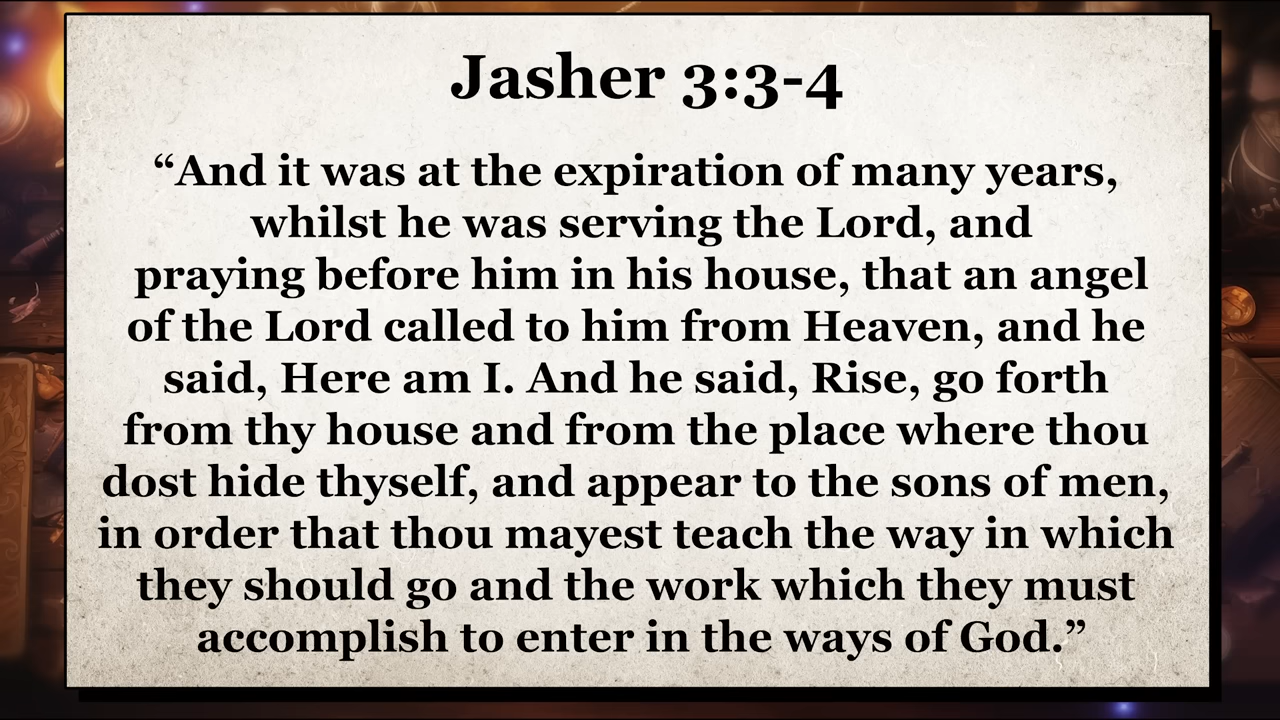 Jasher 3:3-4
“And it was at the expiration of many years,
whilst he was serving the Lord, and
praying before him in his house, that an angel
of the Lord called to him from Heaven, and he
said, Here am I. And he said, Rise, go forth
from thy house and from the place where thou
dost hide thyself, and appear to the sons of men,
in order that thou mayest teach the way in which
they should go and the work which they must
accomplish to enter in the ways of God.”